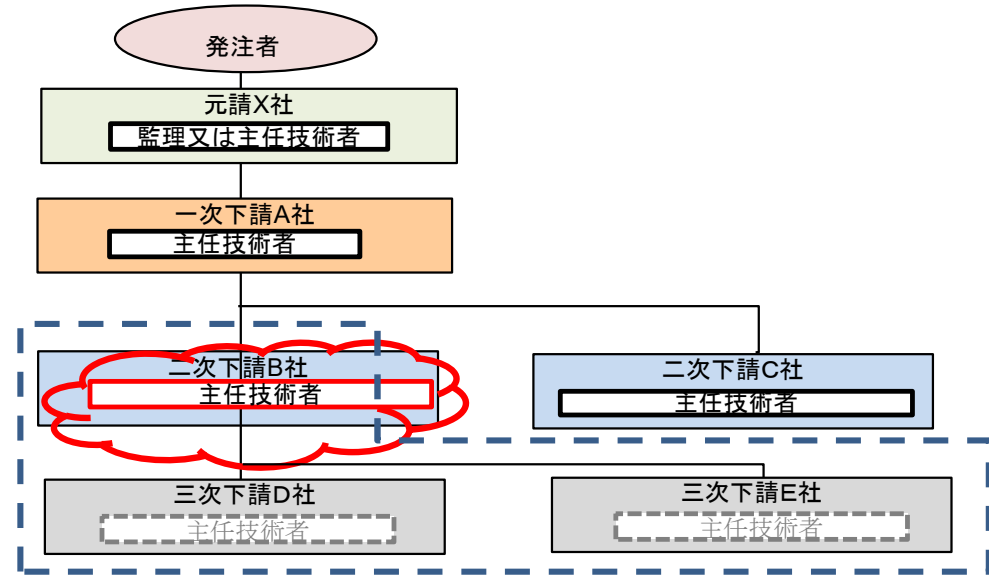 発注者
元請X社
監理又は主任技術者
一次下請A社
主任技術者
二次下請B社
主任技術者
二次下請C社
主任技術者
三次下請D社
主任技術者
三次下請E社
主任技術者